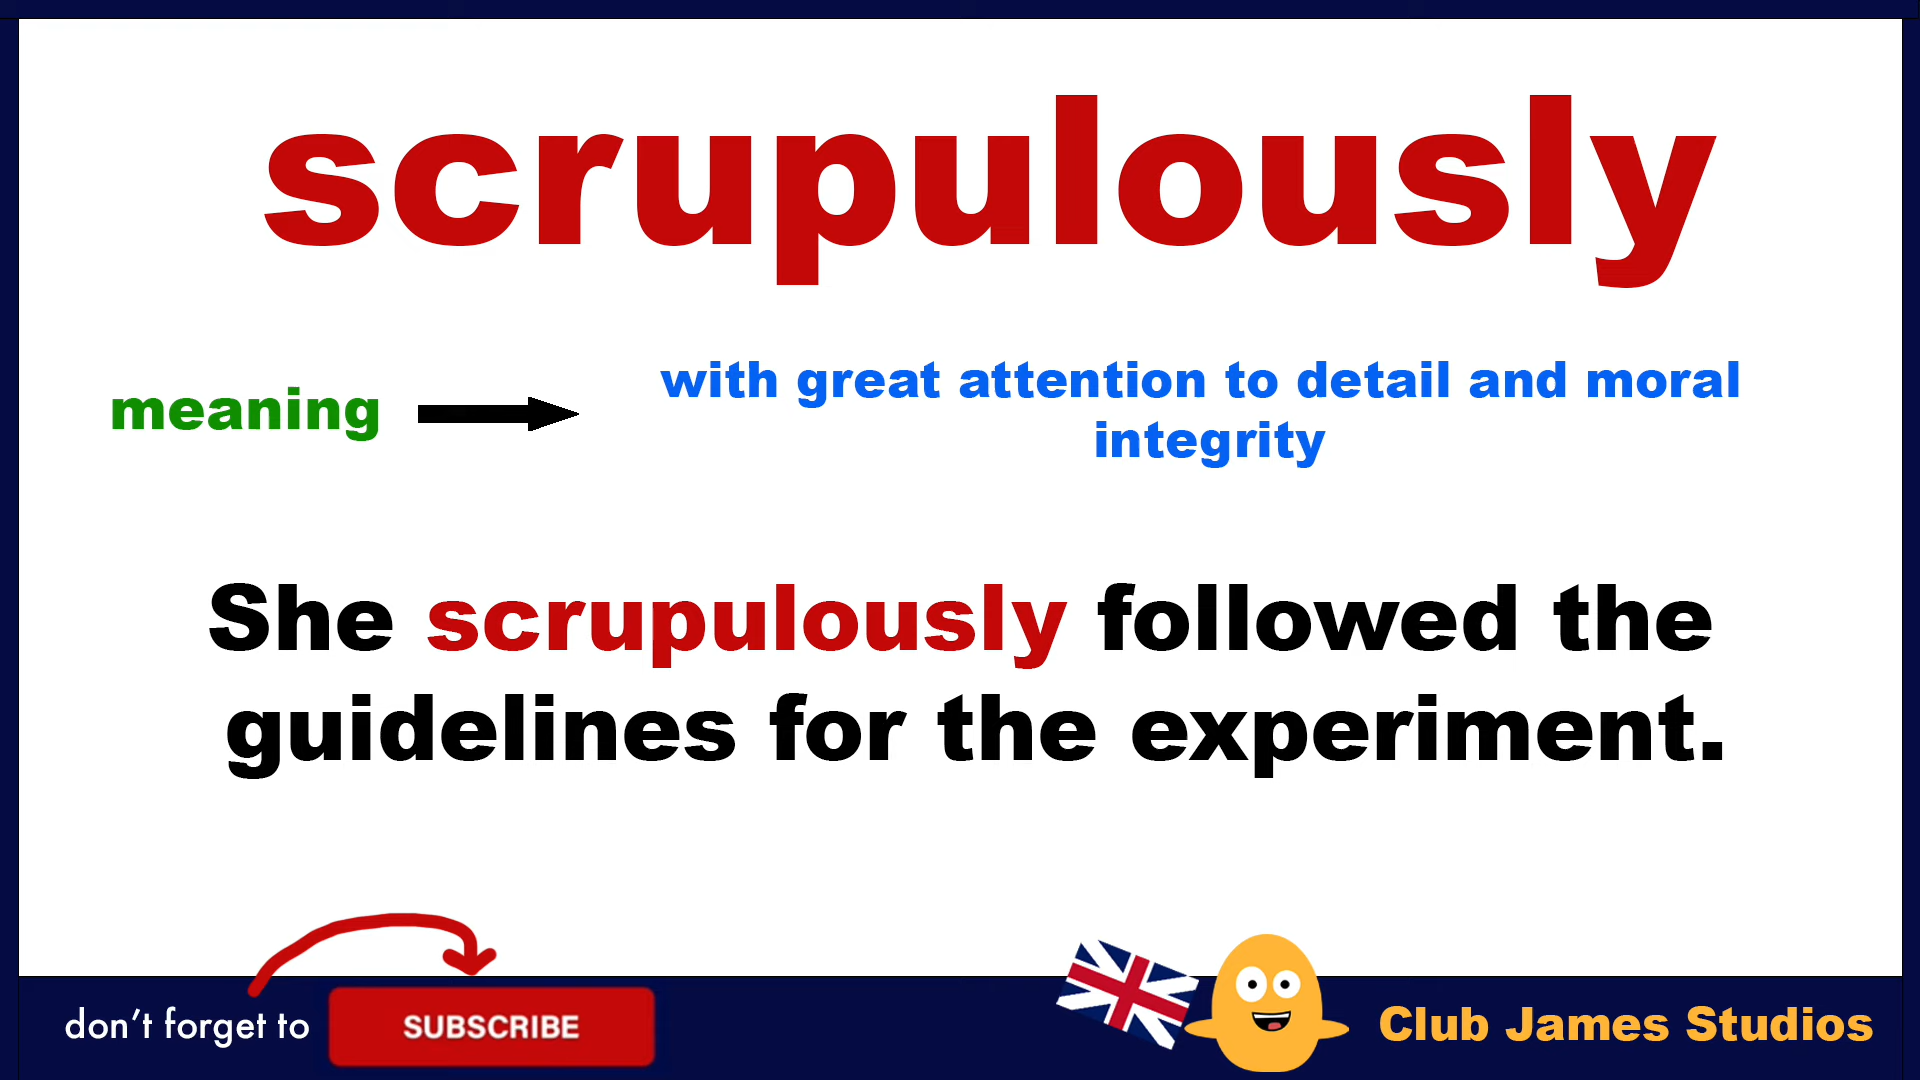 scrupulously
meaning
with great attention to detail and moral
integrity
She scrupulously followed the
guidelines for the experiment.
don't forget to
SUBSCRIBE
Club James Studios